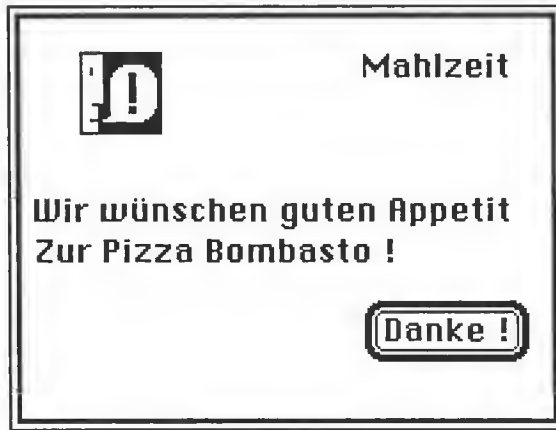 Mahlzeit
Wir wünschen guten Appetit
Zur Pizza Bombasto !
Danke !